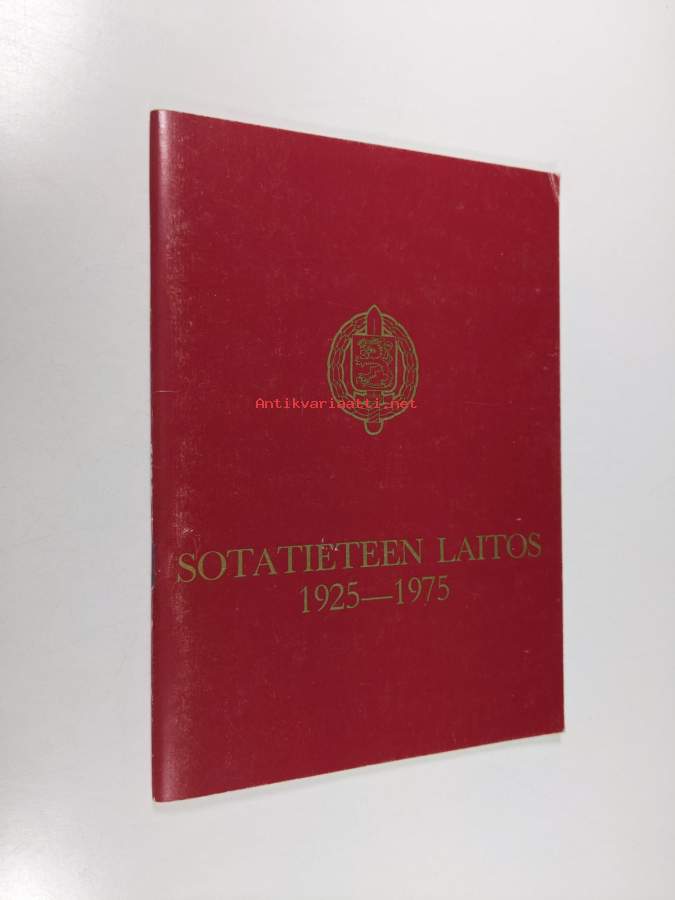 Antikvariaatti.net
SOTATIETEEN LAITOS
1925—1975